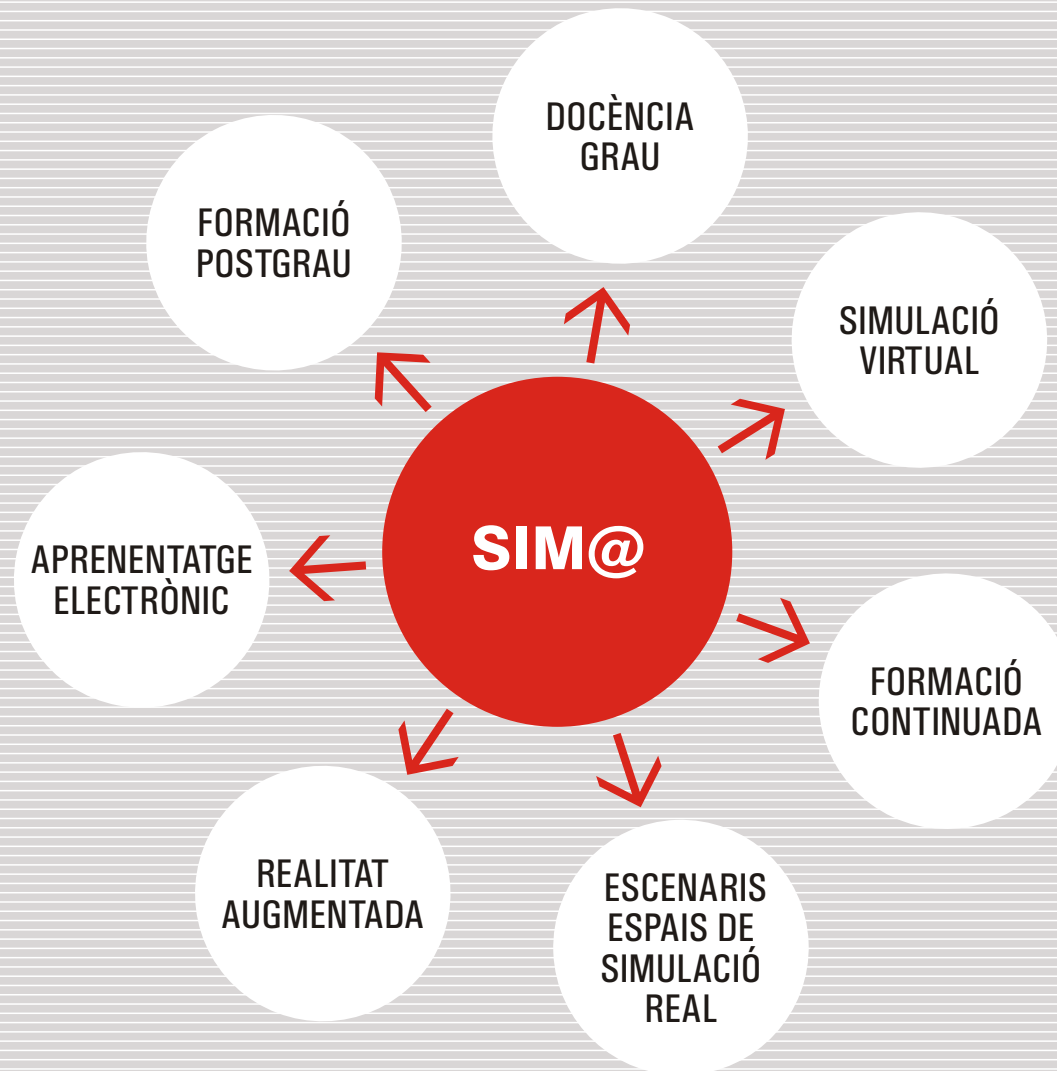 DOCÈNCIA
GRAU
FORMACIÓ
POSTGRAU
SIMULACIÓ
VIRTUAL
SIM@
APRENENTATGE
ELECTRÒNIC
FORMACIÓ
CONTINUADA
REALITAT
AUGMENTADA
ESCENARIS
ESPAIS DE
SIMULACIÓ
REAL